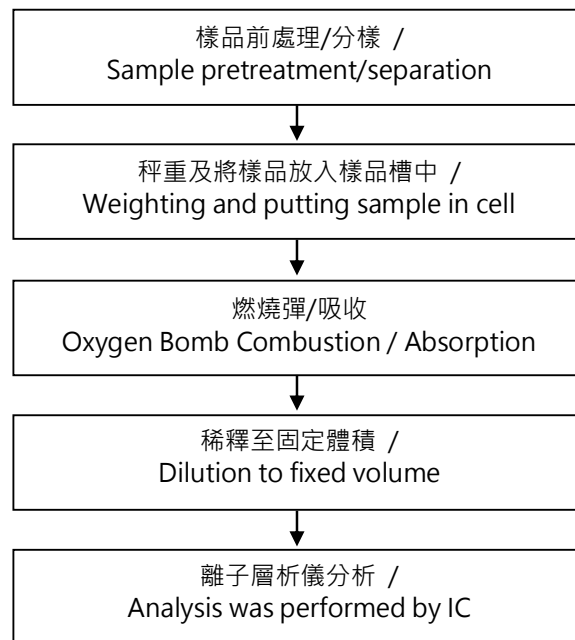 樣品前處理/分樣 /
Sample pretreatment/separation
秤重及將樣品放入樣品槽中 /
Weighting and putting sample in cell
燃燒彈/吸收
Oxygen Bomb Combustion / Absorption
稀釋至固定體積 /
Dilution to fixed volume
離子層析儀分析 /
Analysis was performed by IC